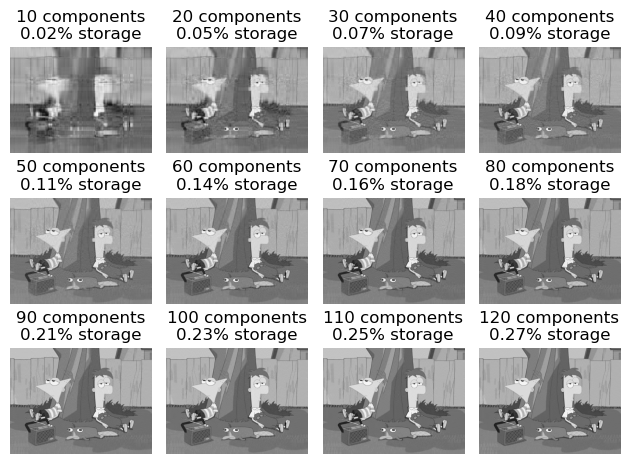 10 components
0.02% storage
20 components
0.05% storage
30 components
0.07% storage
40 components
0.09% storage
50 components
0.11% storage
60 components
0.14% storage
70 components
0.16% storage
80 components
0.18% storage
90 components
0.21% storage
100 components
0.23% storage
110 components
0.25% storage
120 components
0.27% storage